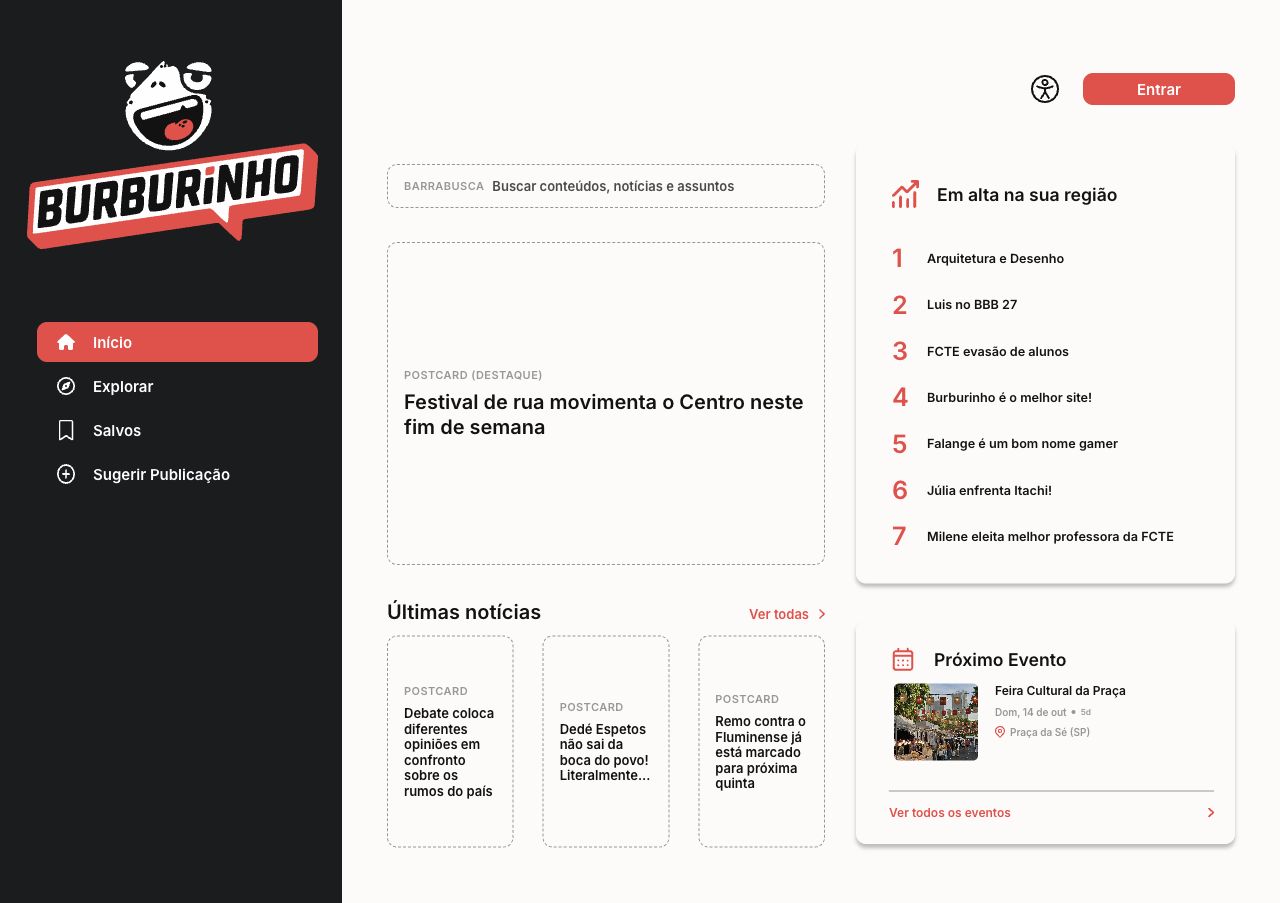 BURBURiNHO
Início
Explorar
Salvos
Sugerir Publicação
Entrar
BARRABUSCA Buscar conteúdos, notícias e assuntos
POSTCARD (DESTAQUE)
Festival de rua movimenta o Centro neste
fim de semana
Últimas notícias
Ver todas
POSTCARD
Debate coloca
diferentes
opiniões em
confronto
sobre os
rumos do país
POSTCARD
Dedé Espetos
não sai da
boca do povo!
Literalmente...
POSTCARD
Remo contra o
Fluminense já
está marcado
para próxima
quinta
Em alta na sua região
1 Arquitetura e Desenho
2 Luis no BBB 27
3 FCTE evasão de alunos
4 Burburinho é o melhor site!
5 Falange é um bom nome gamer
6 Júlia enfrenta Itachi!
7 Milene eleita melhor professora da FCTE
Próximo Evento
Feira Cultural da Praça
Dom, 14 de out • 5d
Praça da Sé (SP)
Ver todos os eventos